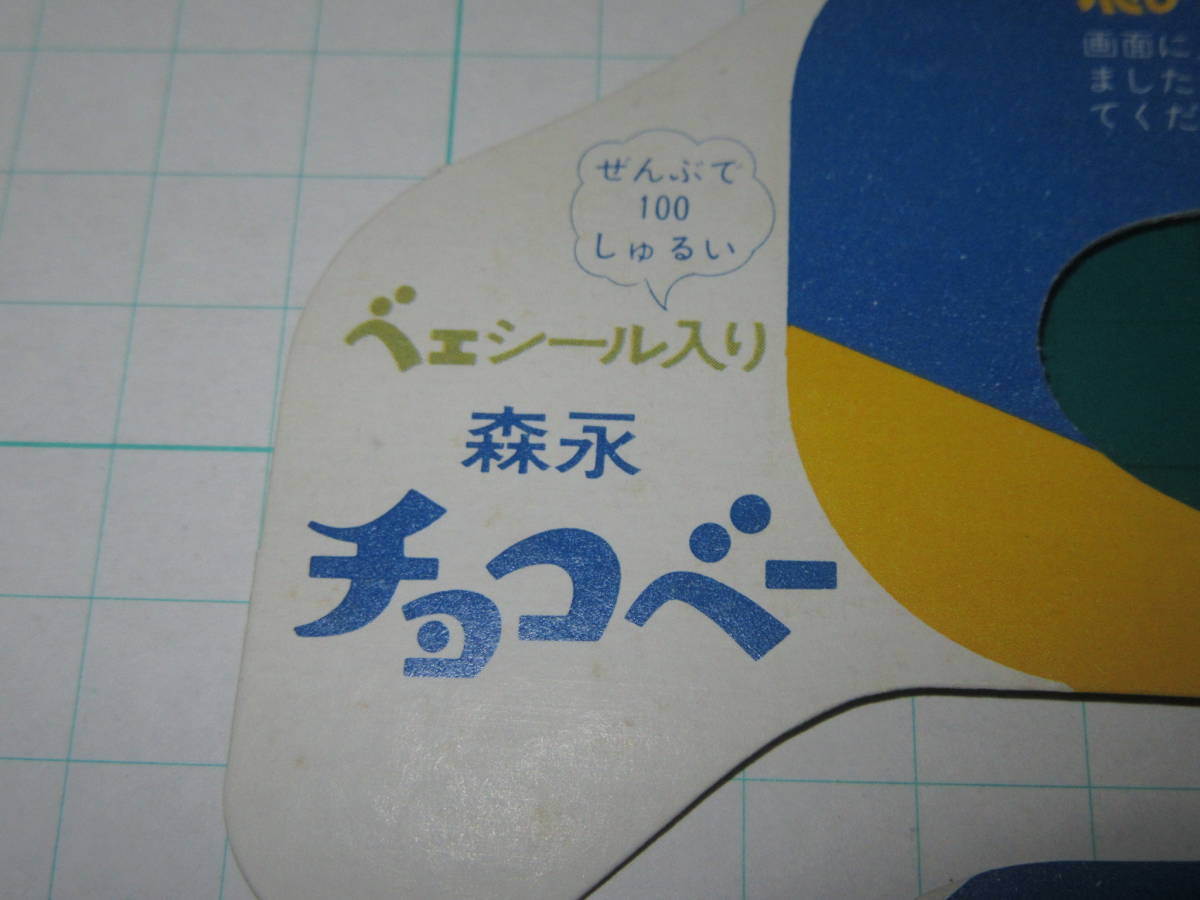 ぜんぶで
100
しゅるい
ベェシール入り
森永
チョコベー
画面に
ました
てくだ